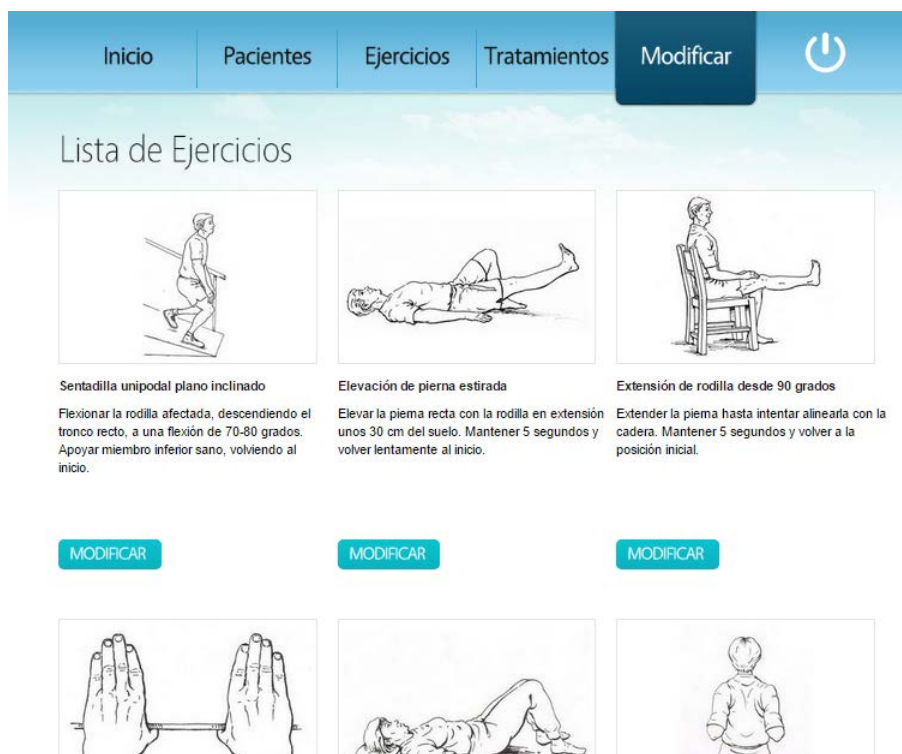 Inicio Pacientes Ejercicios Tratamientos Modificar
Lista de Ejercicios
Sentadilla unipodal plano inclinado
Flexionar la rodilla afectada, descendiendo el
tronco recto, a una flexión de 70-80 grados.
Apoyar miembro inferior sano, volviendo al
inicio.
MODIFICAR
Elevación de pierna estirada
Elevar la pierna recta con la rodilla en extensión
unos 30 cm del suelo. Mantener 5 segundos y
volver lentamente al inicio.
MODIFICAR
Extensión de rodilla desde 90 grados
Extender la pierna hasta intentar alinearla con la
cadera. Mantener 5 segundos y volver a la
posición inicial.
MODIFICAR